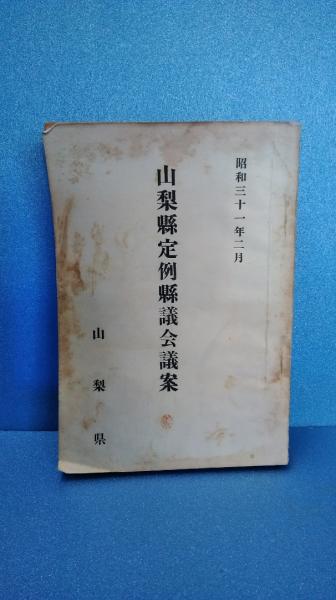 昭和三十一年二月
山梨縣定例縣議会議案
山梨県